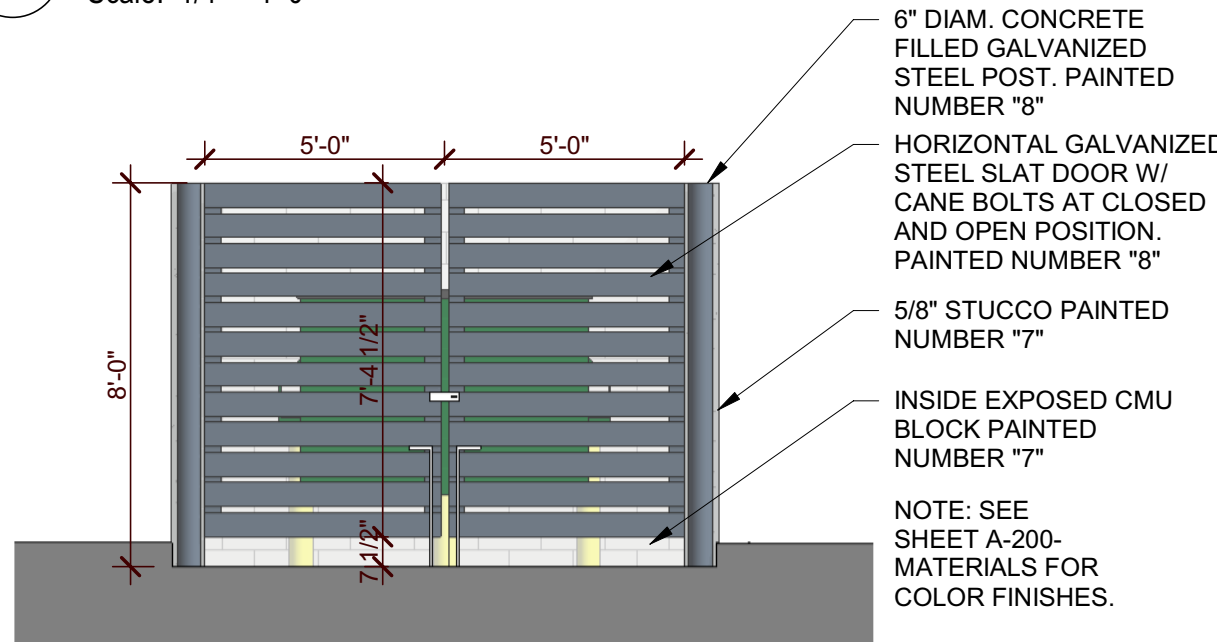 6" DIAM. CONCRETE
FILLED GALVANIZED
STEEL POST. PAINTED
NUMBER "8"
HORIZONTAL GALVANIZED
STEEL SLAT DOOR W/
CANE BOLTS AT CLOSED
AND OPEN POSITION.
PAINTED NUMBER "8"
5/8" STUCCO PAINTED
NUMBER "7"
INSIDE EXPOSED CMU
BLOCK PAINTED
NUMBER "7"
NOTE: SEE
SHEET A-200-
MATERIALS FOR
COLOR FINISHES.
5'-0"
5'-0"
8'-0"
7'-4 1/2"
7 1/2"